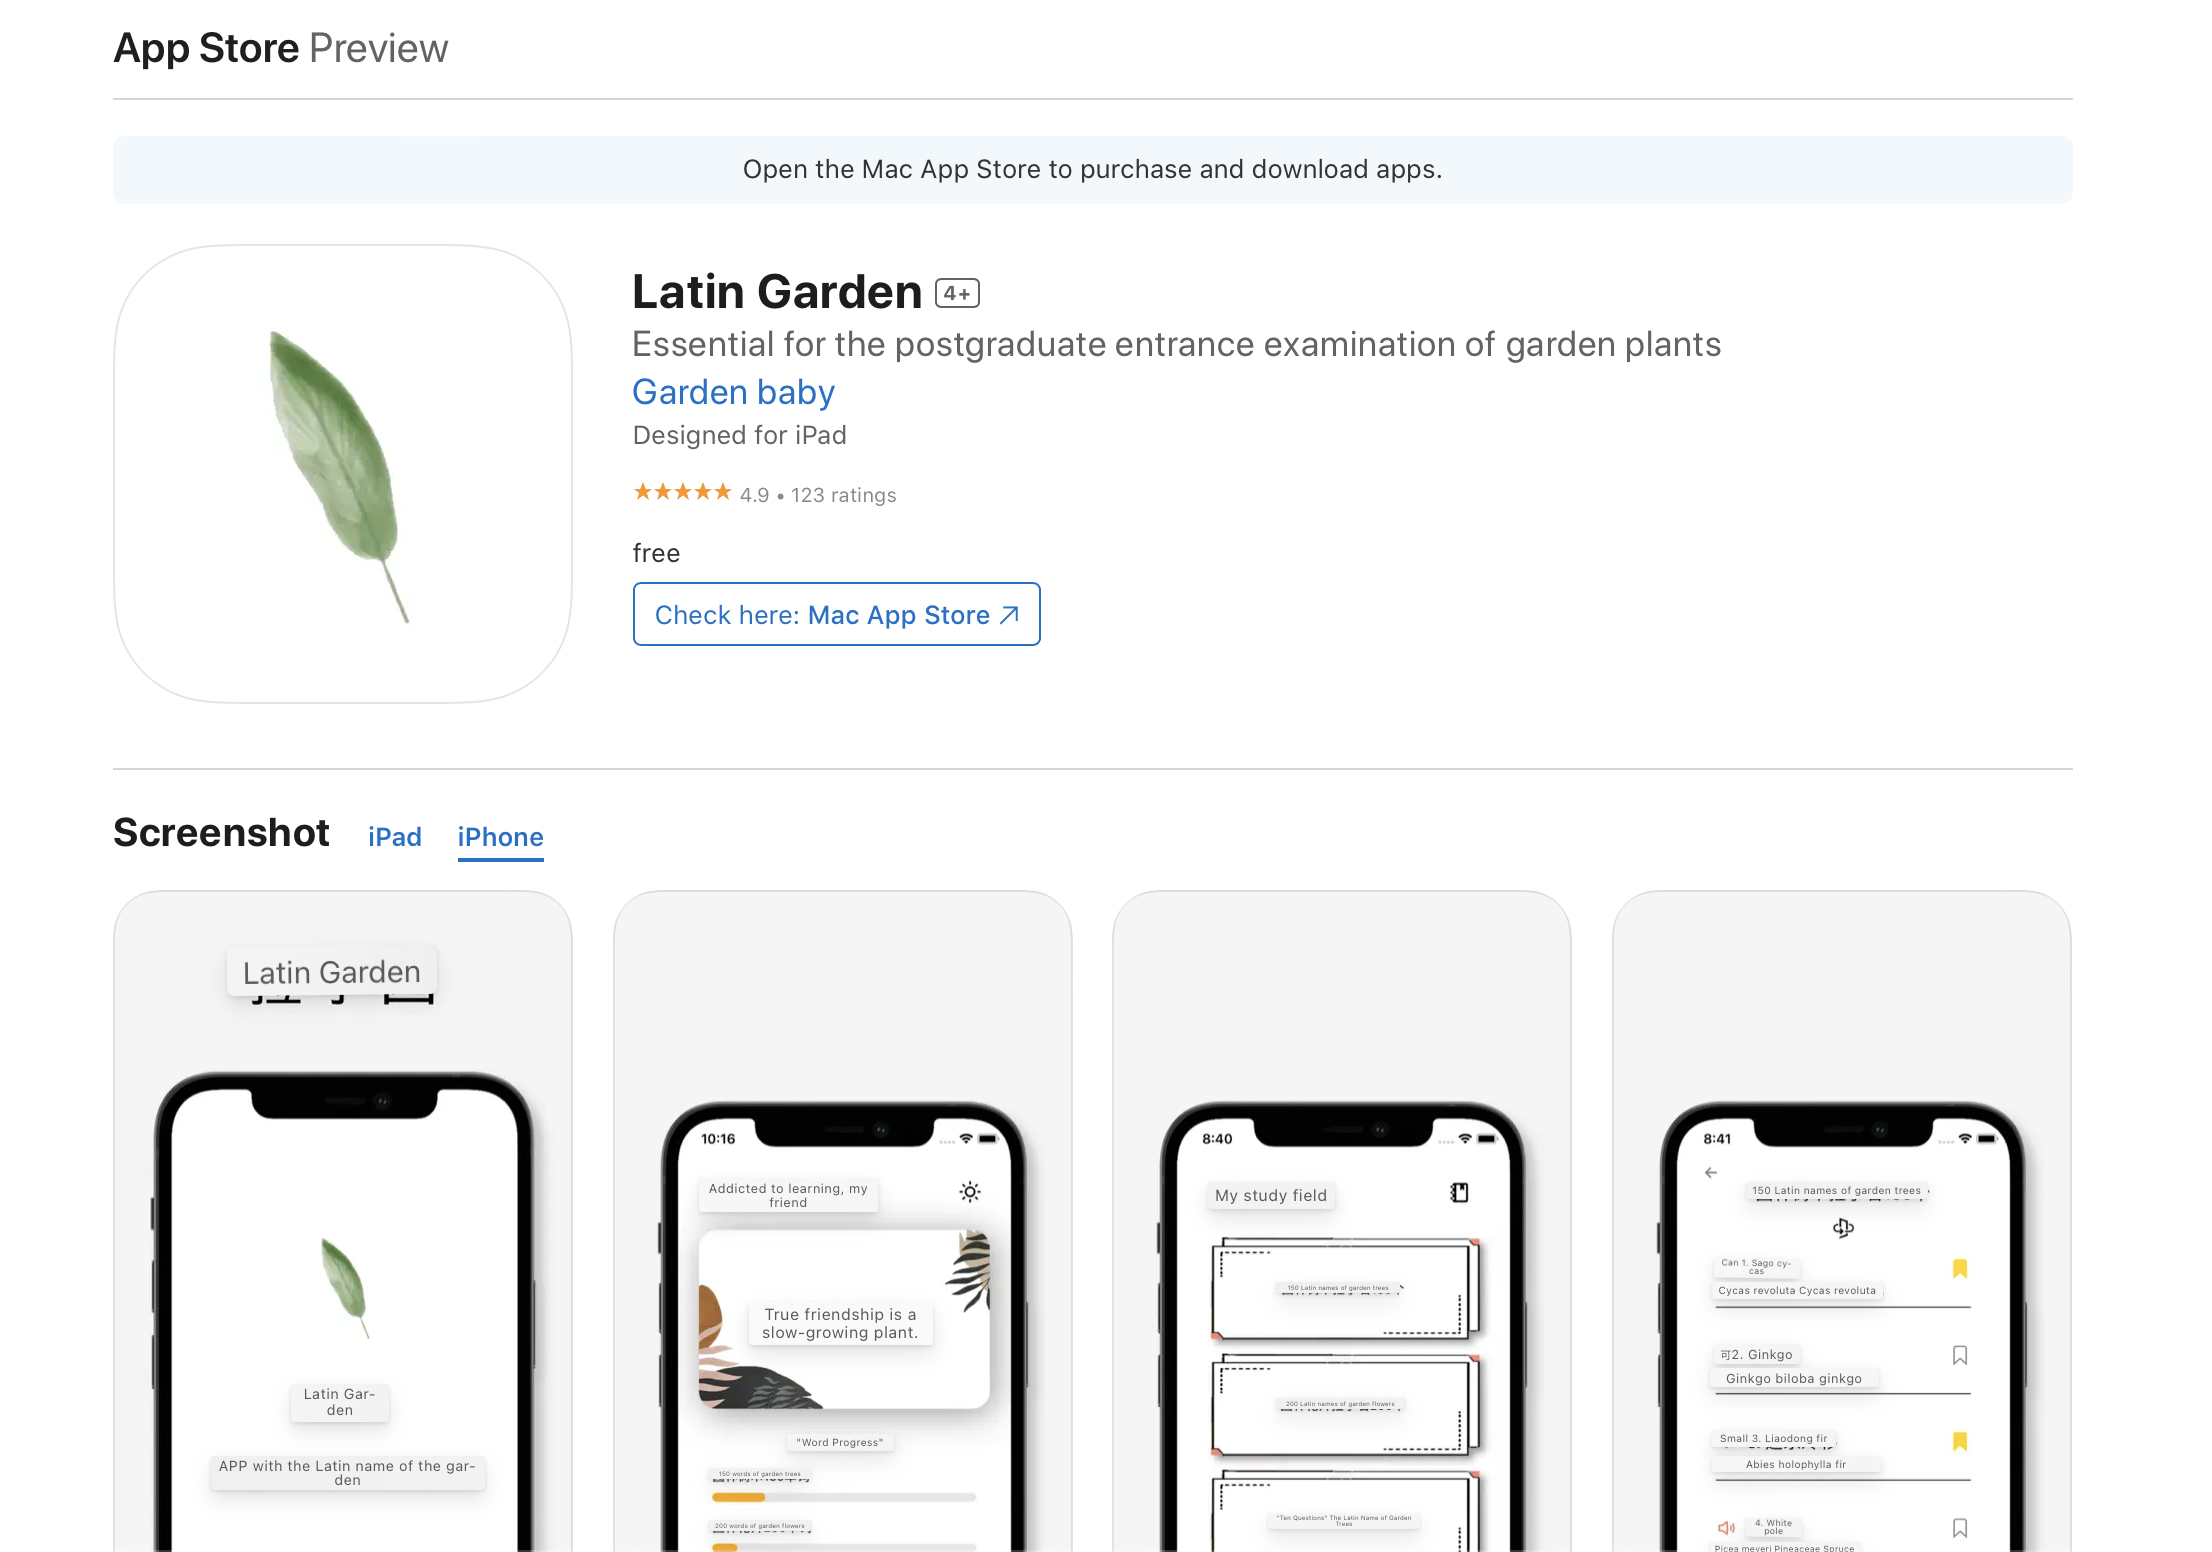 App Store Preview
Open the Mac App Store to purchase and download apps.
Latin Garden 4+
Essential for the postgraduate entrance examination of garden plants
Garden baby
Designed for iPad
★★★★★ 4.9 • 123 ratings
free
Check here: Mac App Store ↗
Screenshot iPad iPhone
Latin Garden
Latin Gar-
den
APP with the Latin name of the gar-
den
10:16
Addicted to learning, my
friend
True friendship is a
slow-growing plant.
"Word Progress"
150 words of garden trees
200 words of garden flowers
8:40
My study field
150 Latin names of garden trees
200 Latin names of garden flowers
"Ten Questions" The Latin Name of Garden
Trees
8:41
150 Latin names of garden trees
Can 1. Sago cy-
cas
Cycas revoluta Cycas revoluta
可2. Ginkgo
Ginkgo biloba ginkgo
Small 3. Liaodong fir
Abies holophylla fir
4. White
pole
Picea meyeri Pineaceae Spruce